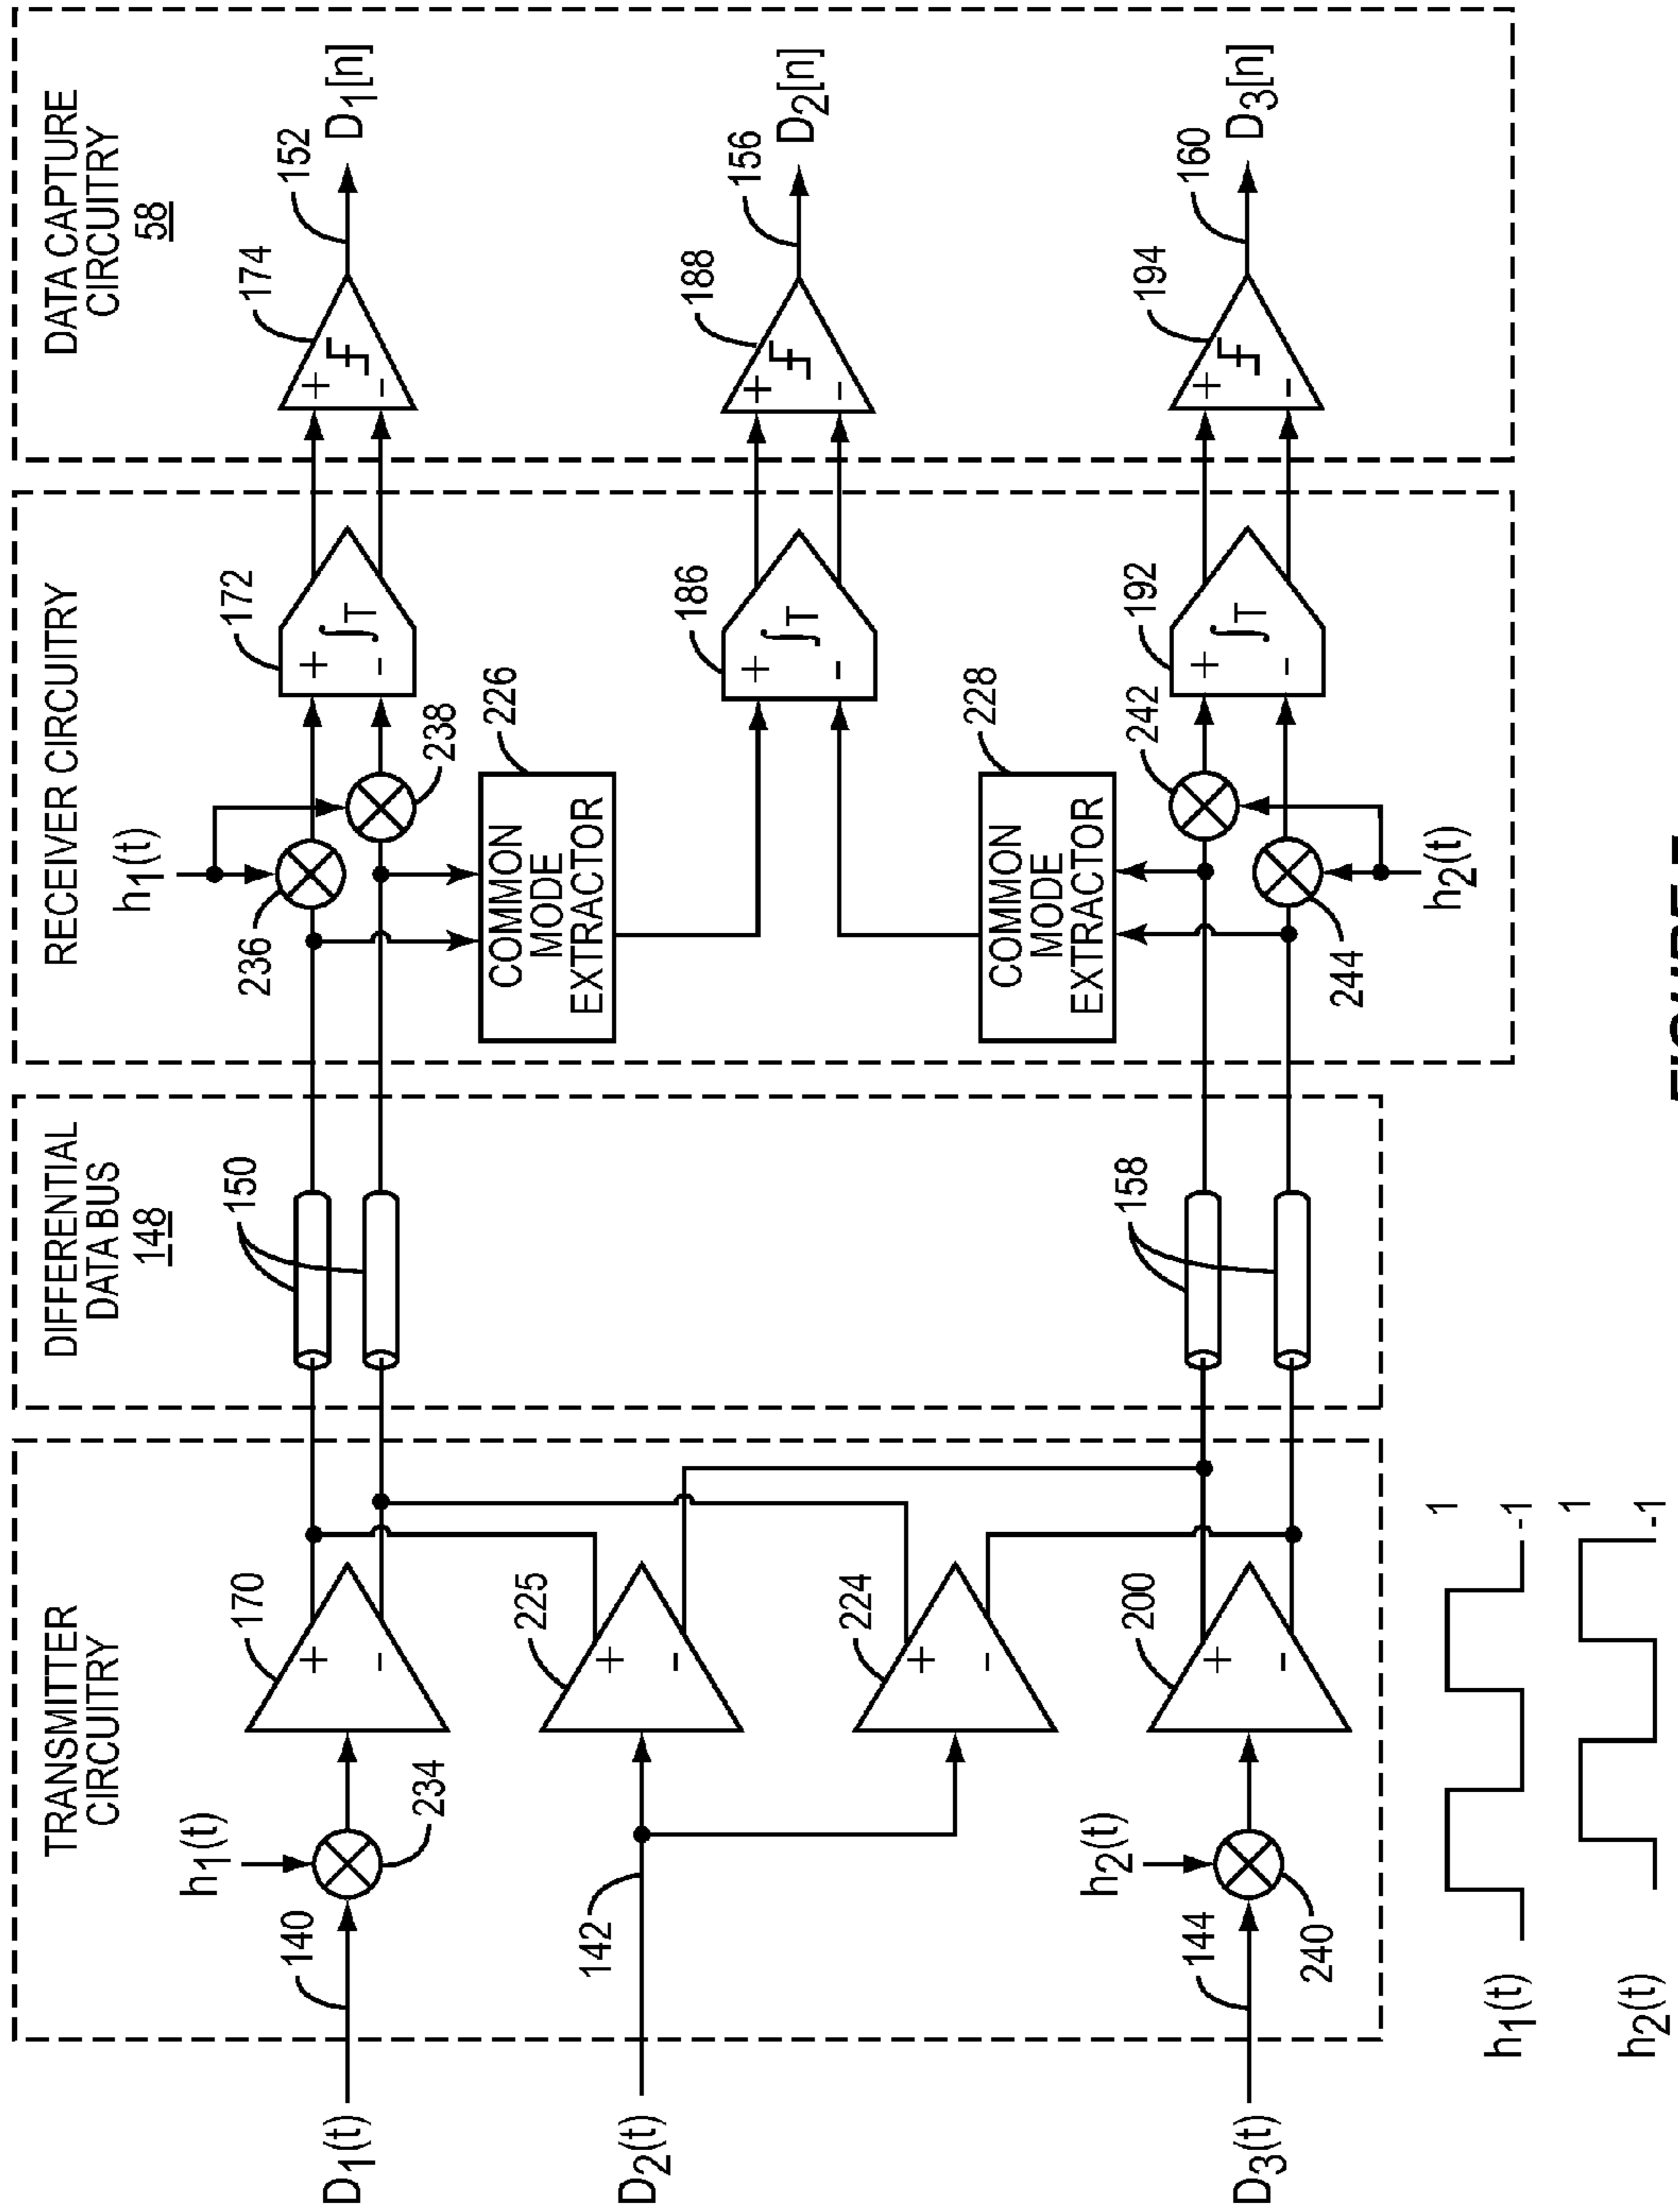 TRANSMITTER
CIRCUITRY
DIFFERENTIAL
DATA BUS
148
RECEIVER CIRCUITRY
DATA CAPTURE
CIRCUITRY
58
D1(t)
140
h1(t)
234
170
150
h1(t)
236
238
+
-
+
-
∫T
172
+
-
174
152
D1[n]
D2(t)
142
225
+
-
224
+
-
COMMON
MODE
EXTRACTOR
226
COMMON
MODE
EXTRACTOR
228
+
-
∫T
186
+
-
188
156
D2[n]
D3(t)
144
h2(t)
240
200
+
-
158
242
244
h2(t)
+
-
∫T
192
+
-
194
160
D3[n]
h1(t)
1
-1
h2(t)
1
-1